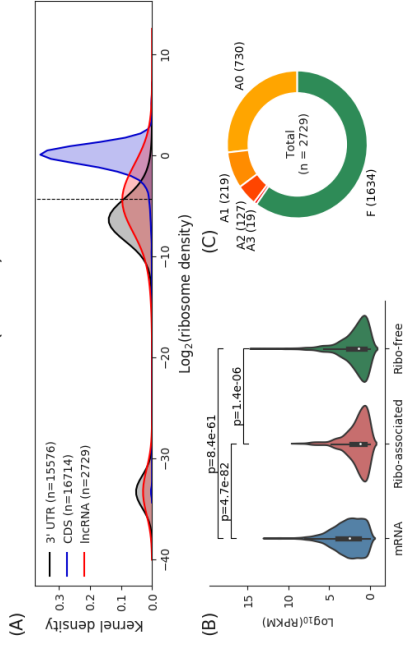 (A)
Kernel density
0.3
0.2
0.1
0.0
3' UTR (n=15576)
CDS (n=16714)
lncRNA (n=2729)
−40
−30
−20
−10
0
10
Log₂(ribosome density)
(B)
Log₁₀(RPKM)
15
10
5
0
p=8.4e-61
p=4.7e-82
p=1.4e-06
mRNA
Ribo-associated
Ribo-free
(C)
A0 (730)
A1 (219)
A2 (127)
A3 (19)
Total
(n = 2729)
F (1634)